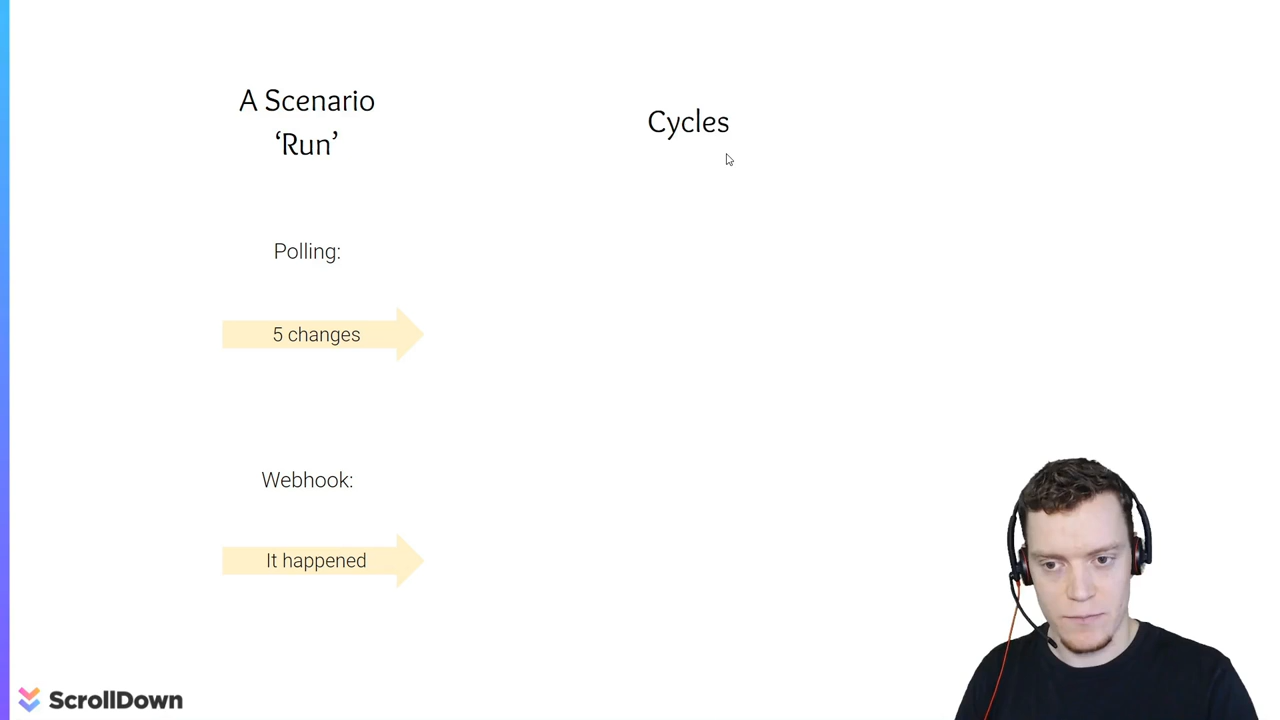 A Scenario
‘Run’
Cycles
Polling:
5 changes
Webhook:
It happened
ScrollDown